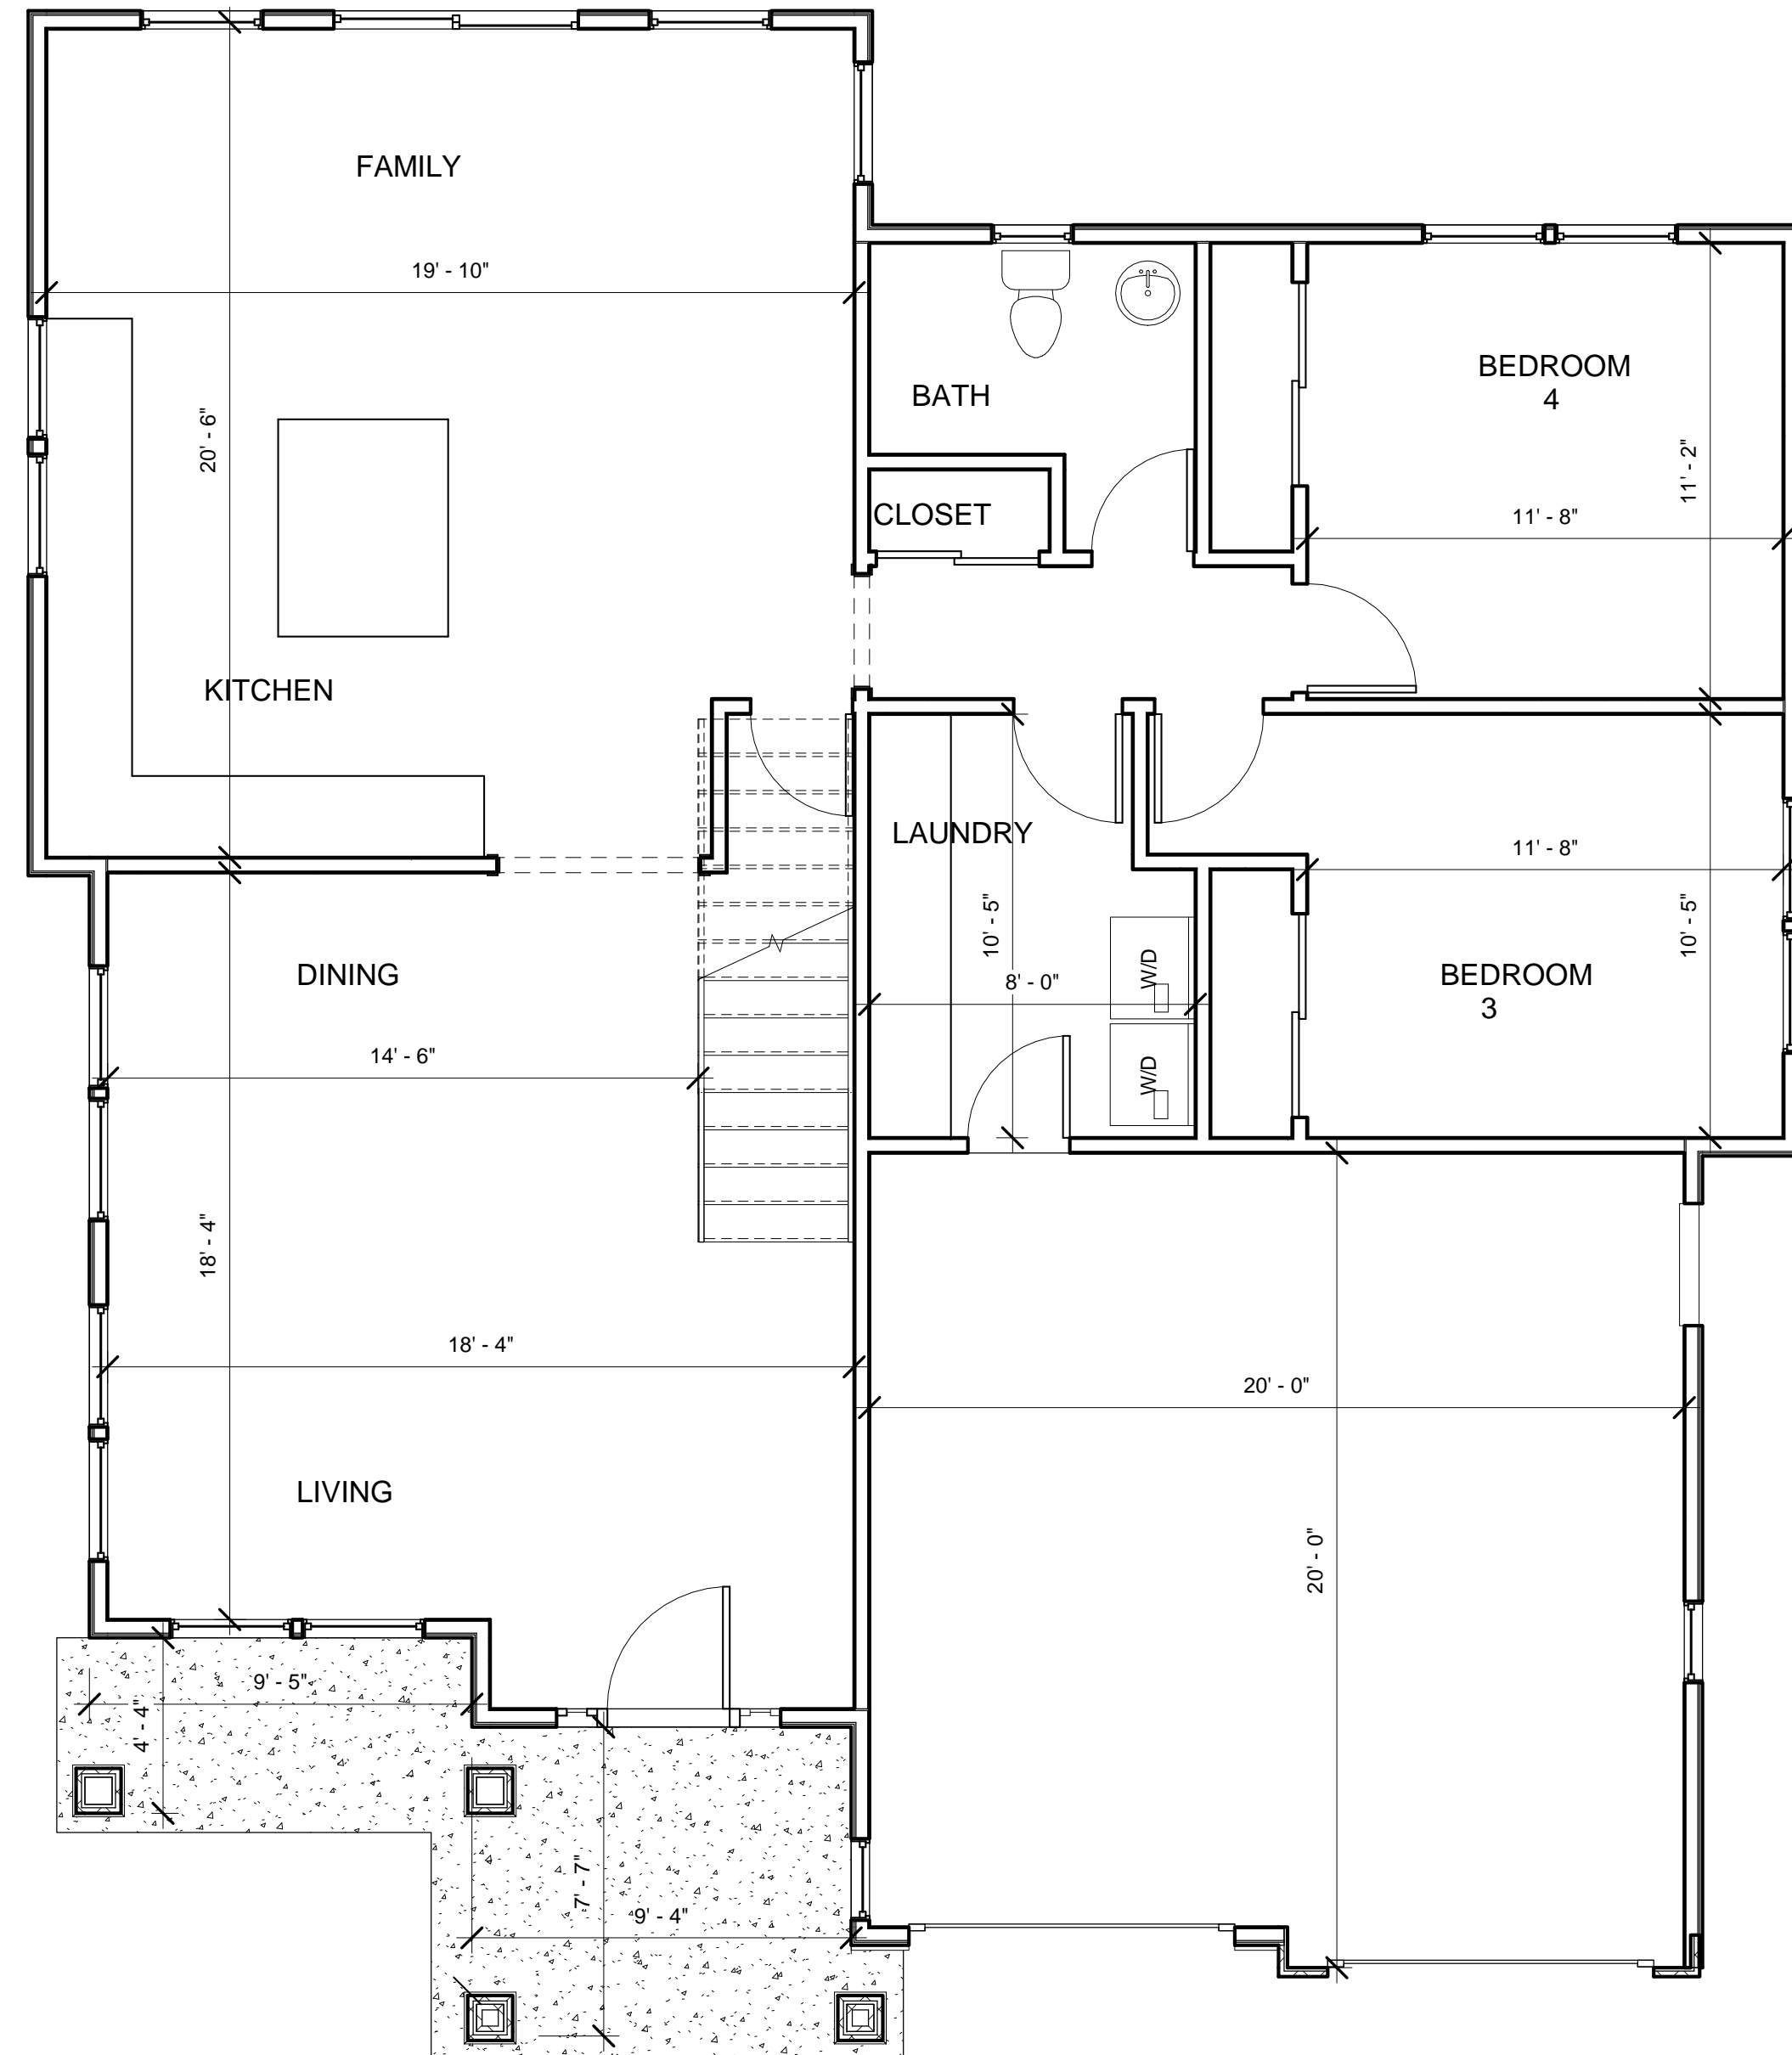 FAMILY
19' - 10"
20' - 6"
BATH
BEDROOM
4
11' - 2"
11' - 8"
CLOSET
KITCHEN
LAUNDRY
11' - 8"
10' - 5"
10' - 5"
DINING
W/D
8' - 0"
BEDROOM
3
14' - 6"
W/D
18' - 4"
18' - 4"
20' - 0"
LIVING
20' - 0"
9' - 5"
4' - 4"
7' - 7"
9' - 4"